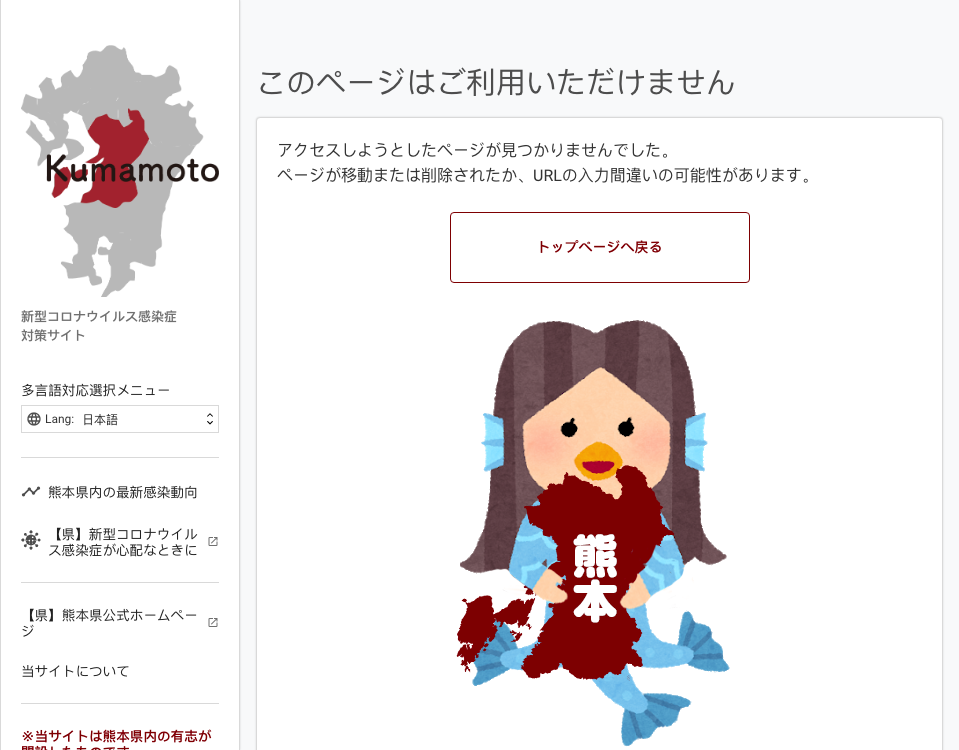 Kumamoto
新型コロナウイルス感染症
対策サイト
多言語対応選択メニュー
Lang: 日本語
熊本県内の最新感染動向
【県】新型コロナウイル
ス感染症が心配なときに
【県】熊本県公式ホームペー
ジ
当サイトについて
※当サイトは熊本県内の有志が
開設したものです
このページはご利用いただけません
アクセスしようとしたページが見つかりませんでした。
ページが移動または削除されたか、URLの入力間違いの可能性があります。
トップページへ戻る
熊
本